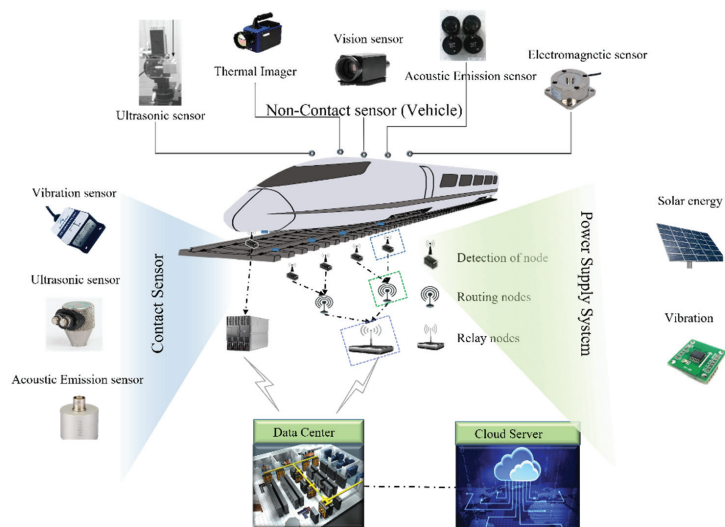 Vision sensor
Thermal Imager
Acoustic Emission sensor
Electromagnetic sensor
Ultrasonic sensor
Non-Contact sensor (Vehicle)
Vibration sensor
Ultrasonic sensor
Acoustic Emission sensor
Contact Sensor
Detection of node
Routing nodes
Relay nodes
Power Supply System
Solar energy
Vibration
Data Center
Cloud Server